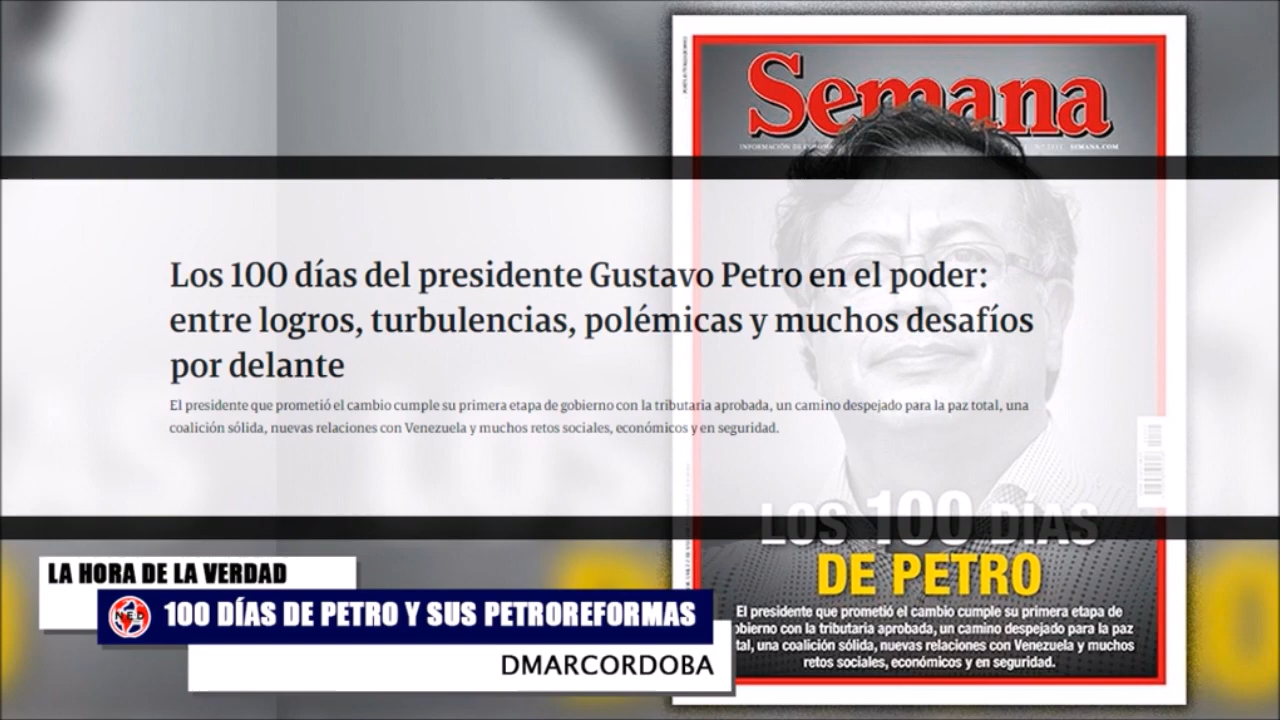 Semana
SEMANA.COM
Los 100 días del presidente Gustavo Petro en el poder:
entre logros, turbulencias, polémicas y muchos desafíos
por delante
El presidente que prometió el cambio cumple su primera etapa de gobierno con la tributaria aprobada, un camino despejado para la paz total, una
coalición sólida, nuevas relaciones con Venezuela y muchos retos sociales, económicos y en seguridad.
LOS 100 DÍAS
DE PETRO
El presidente que prometió el cambio cumple su primera etapa de
obierno con la tributaria aprobada, un camino despejado para la paz
tal, una coalición sólida, nuevas relaciones con Venezuela y muchos
retos sociales, económicos y en seguridad.
LA HORA DE LA VERDAD
100 DÍAS DE PETRO Y SUS PETROREFORMAS
DMARCORDOBA